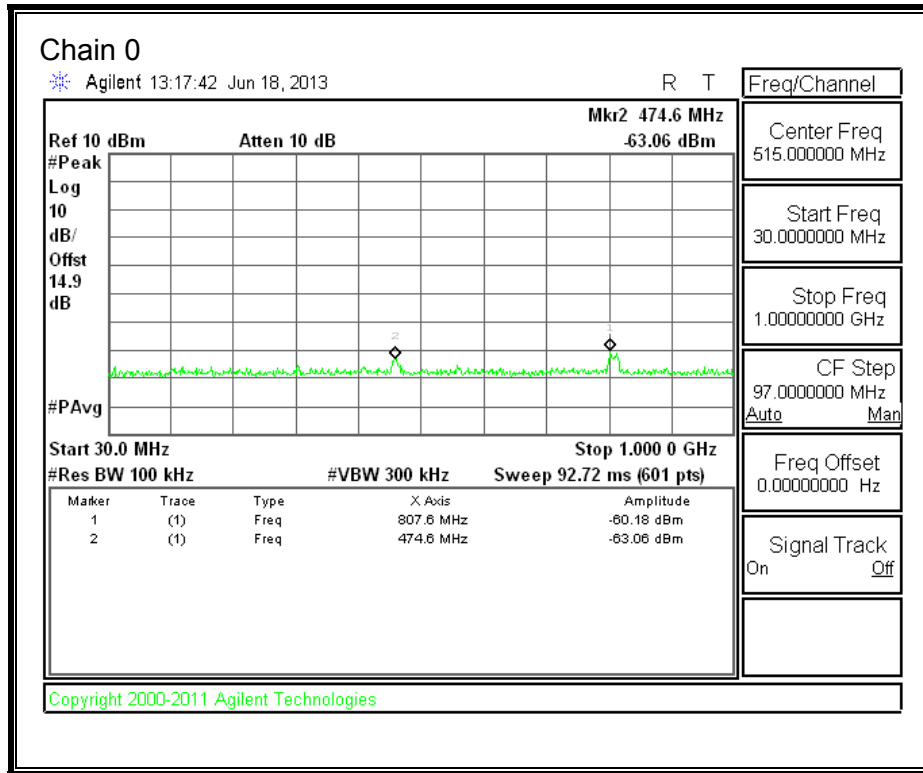 Chain 0
Agilent 13:17:42 Jun 18, 2013 R T
Mkr2 474.6 MHz
Ref 10 dBm Atten 10 dB -63.06 dBm
#Peak
Log
10
dB/
Offst
14.9
dB
2
1
#PAvg
Start 30.0 MHz Stop 1.000 0 GHz
#Res BW 100 kHz #VBW 300 kHz Sweep 92.72 ms (601 pts)
Marker Trace Type X Axis Amplitude
1 (1) Freq 807.6 MHz -60.18 dBm
2 (1) Freq 474.6 MHz -63.06 dBm
Freq/Channel
Center Freq
515.000000 MHz
Start Freq
30.0000000 MHz
Stop Freq
1.00000000 GHz
CF Step
97.0000000 MHz
Auto Man
Freq Offset
0.00000000 Hz
Signal Track
On Off
Copyright 2000-2011 Agilent Technologies